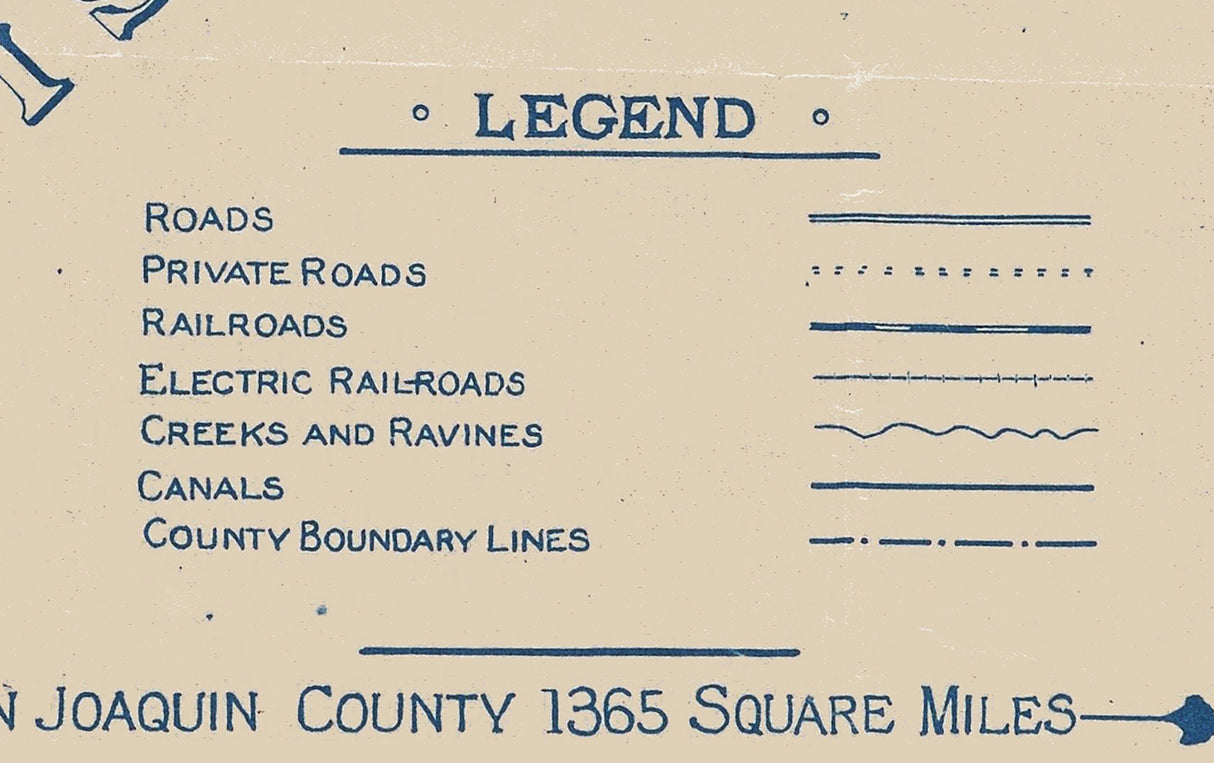 LEGEND
ROADS
PRIVATE ROADS
RAILROADS
ELECTRIC RAIL-ROADS
CREEKS AND RAVINES
CANALS
COUNTY BOUNDARY LINES
N JOAQUIN COUNTY 1365 SQUARE MILES